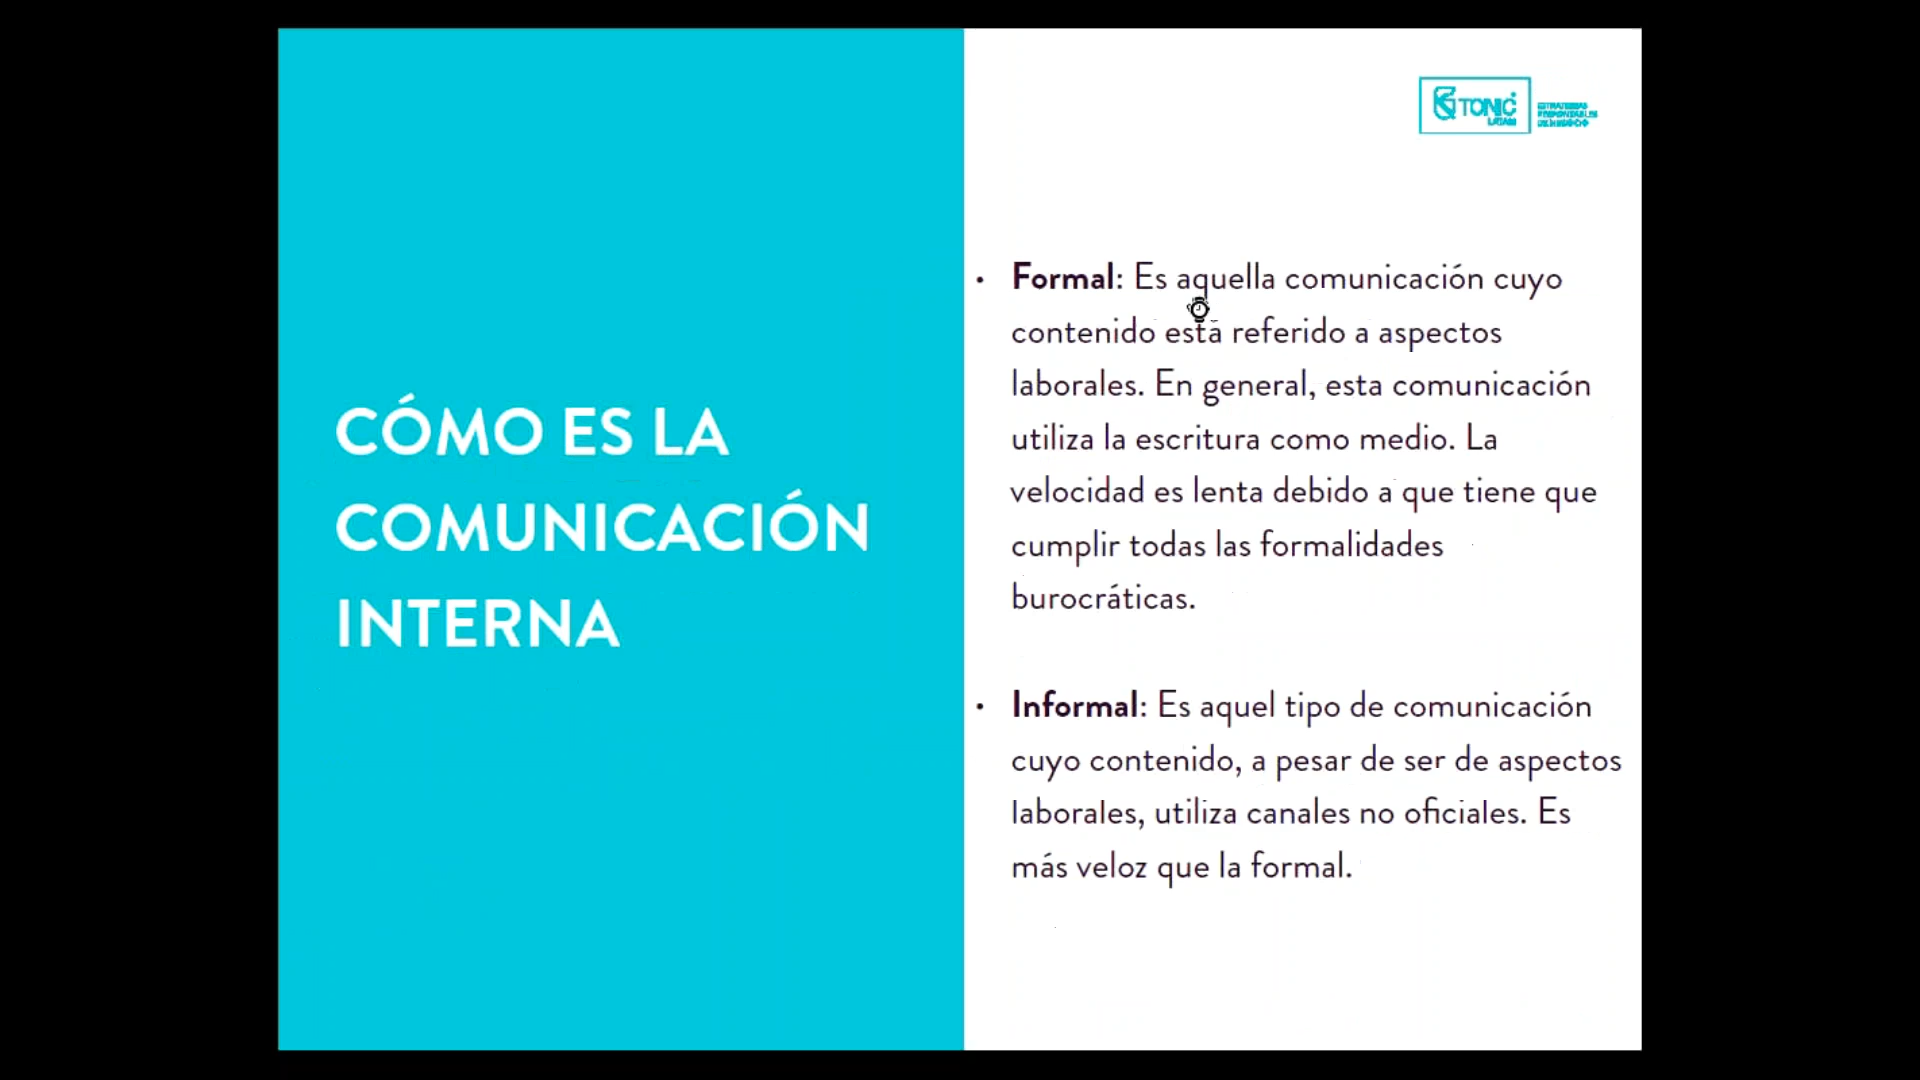 CÓMO ES LA
COMUNICACIÓN
INTERNA
TONIC
LATAM
• Formal: Es aquella comunicación cuyo
contenido está referido a aspectos
laborales. En general, esta comunicación
utiliza la escritura como medio. La
velocidad es lenta debido a que tiene que
cumplir todas las formalidades
burocráticas.
• Informal: Es aquel tipo de comunicación
cuyo contenido, a pesar de ser de aspectos
laborales, utiliza canales no oficiales. Es
más veloz que la formal.